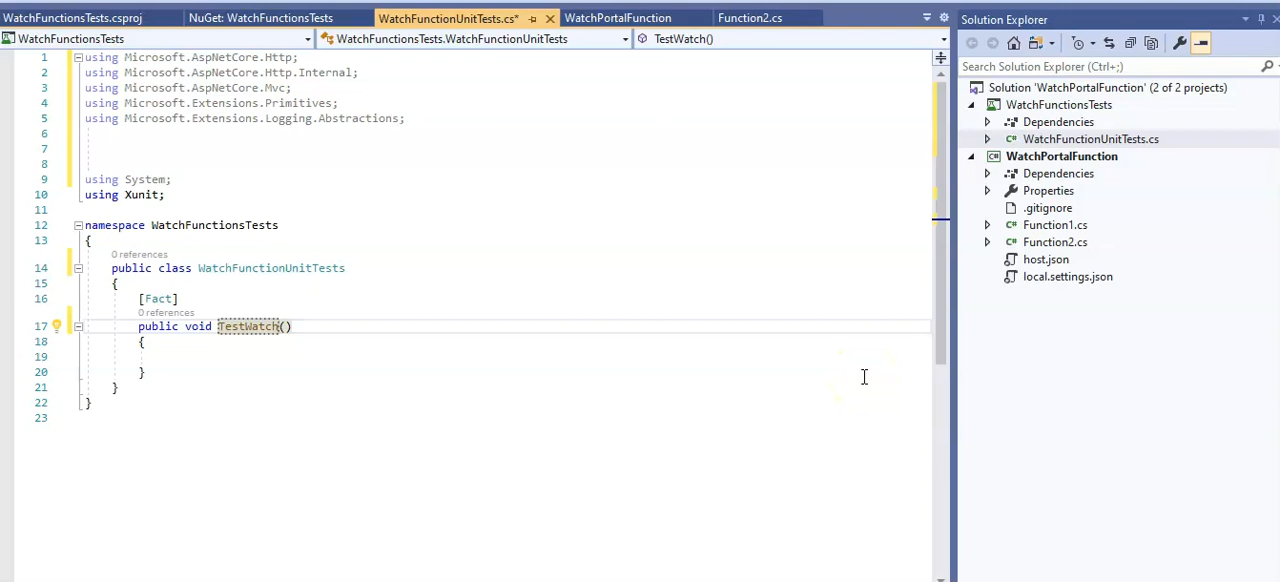 WatchFunctionsTests.csproj NuGet: WatchFunctionsTests WatchFunctionUnitTests.cs* WatchPortalFunction Function2.cs
WatchFunctionsTests WatchFunctionsTests.WatchFunctionUnitTests TestWatch()
1 using Microsoft.AspNetCore.Http;
2 using Microsoft.AspNetCore.Http.Internal;
3 using Microsoft.AspNetCore.Mvc;
4 using Microsoft.Extensions.Primitives;
5 using Microsoft.Extensions.Logging.Abstractions;
6
7
8
9 using System;
10 using Xunit;
11
12 namespace WatchFunctionsTests
13 {
0 references
14 public class WatchFunctionUnitTests
15 {
16 [Fact]
0 references
17 public void TestWatch()
18 {
19
20 }
21 }
22 }
23
Solution Explorer
Search Solution Explorer (Ctrl+;)
Solution 'WatchPortalFunction' (2 of 2 projects)
WatchFunctionsTests
Dependencies
C# WatchFunctionUnitTests.cs
C# WatchPortalFunction
Dependencies
Properties
.gitignore
C# Function1.cs
C# Function2.cs
host.json
local.settings.json